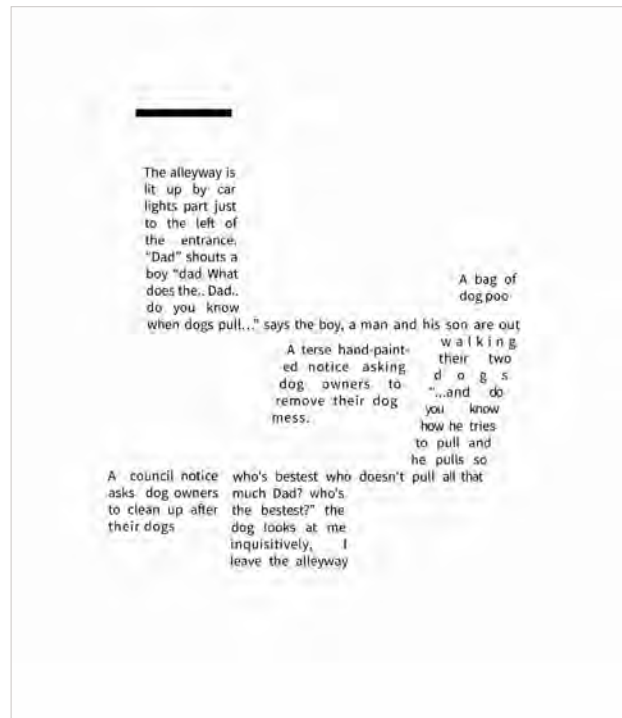 The alleyway is
lit up by car
lights part just
to the left of
the entrance.
"Dad" shouts a
boy "dad What
does the.. Dad..
do you know
when dogs pull..." says the boy, a man and his son are out
A bag of
dog poo
walking
their two
dogs
"...and do
you know
how he tries
to pull and
he pulls so
A terse hand-paint-
ed notice asking
dog owners to
remove their dog
mess.
who's bestest who doesn't pull all that
much Dad? who's
the bestest?" the
dog looks at me
inquisitively, I
leave the alleyway
A council notice
asks dog owners
to clean up after
their dogs